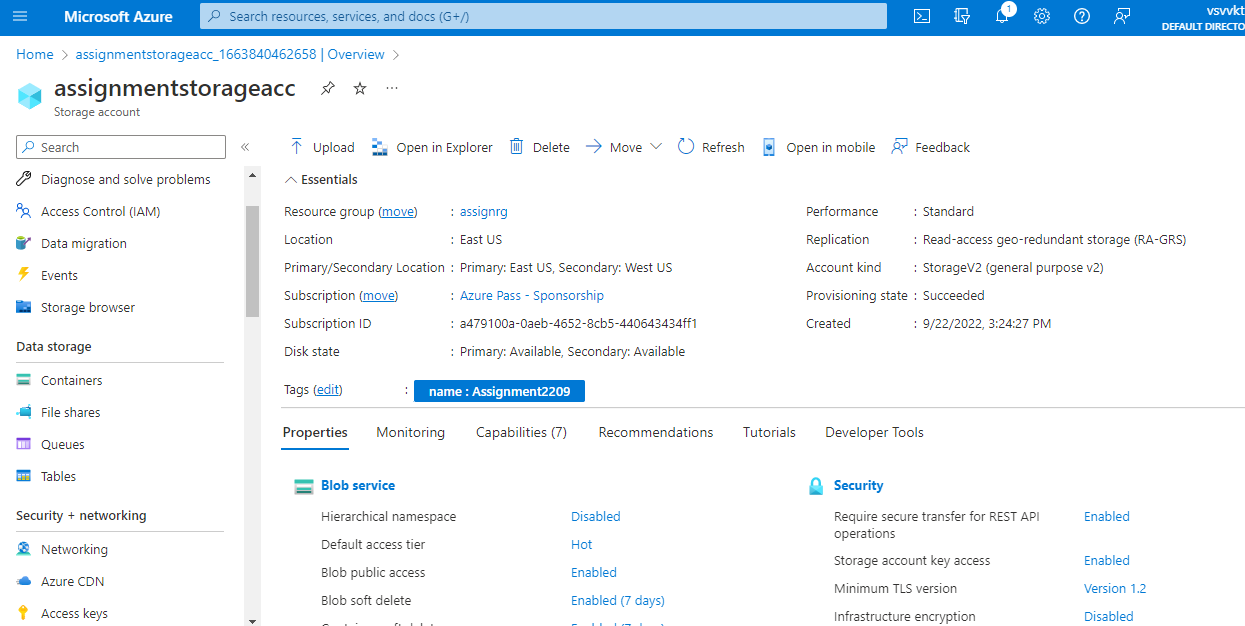 Microsoft Azure
Search resources, services, and docs (G+/)
1
vsvvkt
DEFAULT DIRECTO
Home > assignmentstorageacc_1663840462658 | Overview >
assignmentstorageacc
...
Storage account
Search
«
Diagnose and solve problems
Access Control (IAM)
Data migration
Events
Storage browser
Data storage
Containers
File shares
Queues
Tables
Security + networking
Networking
Azure CDN
Access keys
Upload Open in Explorer Delete Move Refresh Open in mobile Feedback
Essentials
Resource group (move) : assignrg
Location : East US
Primary/Secondary Location : Primary: East US, Secondary: West US
Subscription (move) : Azure Pass - Sponsorship
Subscription ID : a479100a-0aeb-4652-8cb5-440643434ff1
Disk state : Primary: Available, Secondary: Available
Performance : Standard
Replication : Read-access geo-redundant storage (RA-GRS)
Account kind : StorageV2 (general purpose v2)
Provisioning state : Succeeded
Created : 9/22/2022, 3:24:27 PM
Tags (edit) : name : Assignment2209
Properties Monitoring Capabilities (7) Recommendations Tutorials Developer Tools
Blob service
Hierarchical namespace Disabled
Default access tier Hot
Blob public access Enabled
Blob soft delete Enabled (7 days)
Security
Require secure transfer for REST API Enabled
operations
Storage account key access Enabled
Minimum TLS version Version 1.2
Infrastructure encryption Disabled